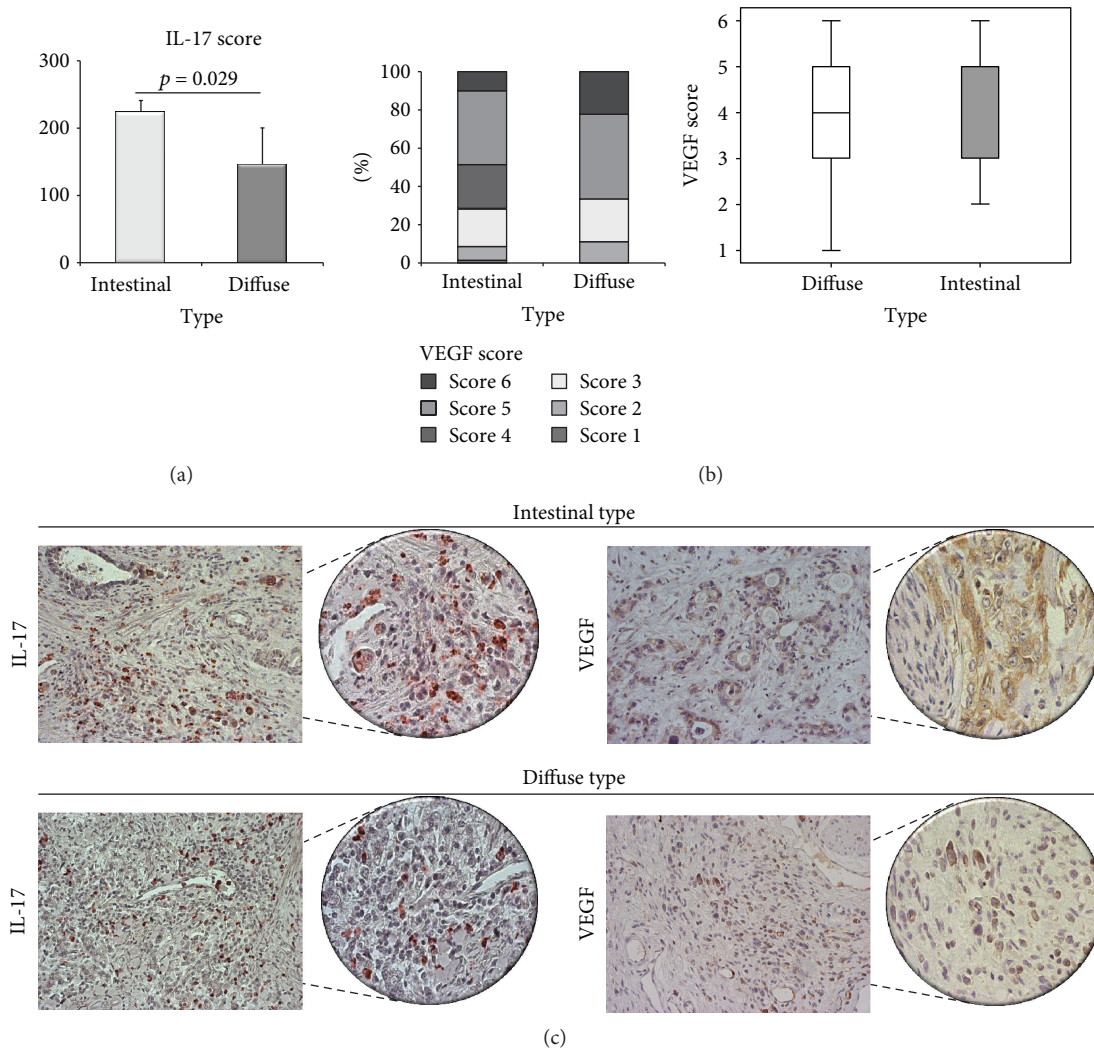 IL-17 score
300
200
100
0
p = 0.029
Intestinal
Diffuse
Type
(a)
100
80
60
40
20
0
(%)
Intestinal
Diffuse
Type
VEGF score
Score 6
Score 5
Score 4
Score 3
Score 2
Score 1
6
5
4
3
2
1
VEGF score
Diffuse
Intestinal
Type
(b)
Intestinal type
IL-17
VEGF
Diffuse type
IL-17
VEGF
(c)